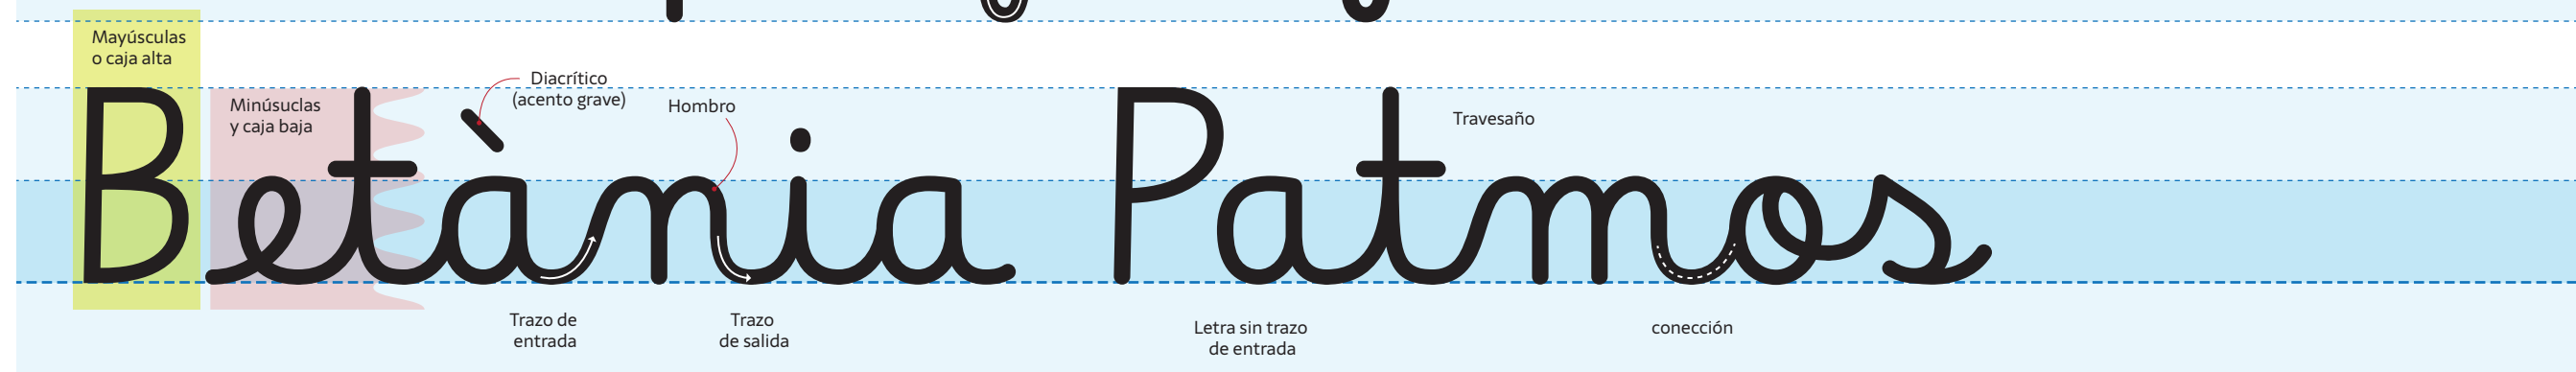 Mayúsculas
o caja alta
Minúsuclas
y caja baja
Diacrítico
(acento grave)
Hombro
Travesaño
Betània Patmos
Trazo de
entrada
Trazo
de salida
Letra sin trazo
de entrada
conección